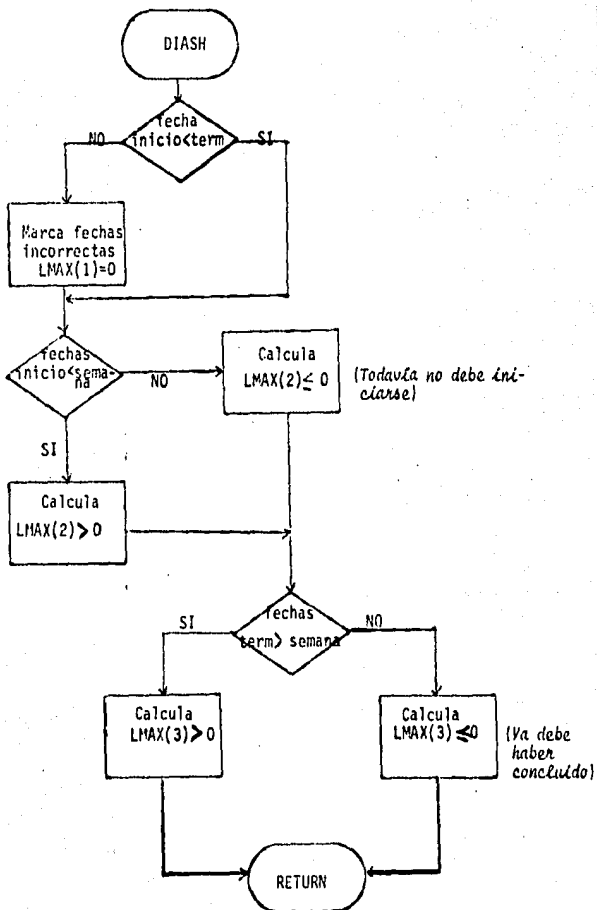 DIASH
fecha
inicio<term
NO
SI
Marca fechas
incorrectas
LMAX(1)=0
fechas
inicio<sema-
na
NO
Calcula
LMAX(2)≤ 0
(Todavía no debe ini-
ciarse)
SI
Calcula
LMAX(2)>0
fechas
term> semana
SI
NO
Calcula
LMAX(3)>0
Calcula
LMAX(3)≤0
(Ya debe
haber
concluído)
RETURN